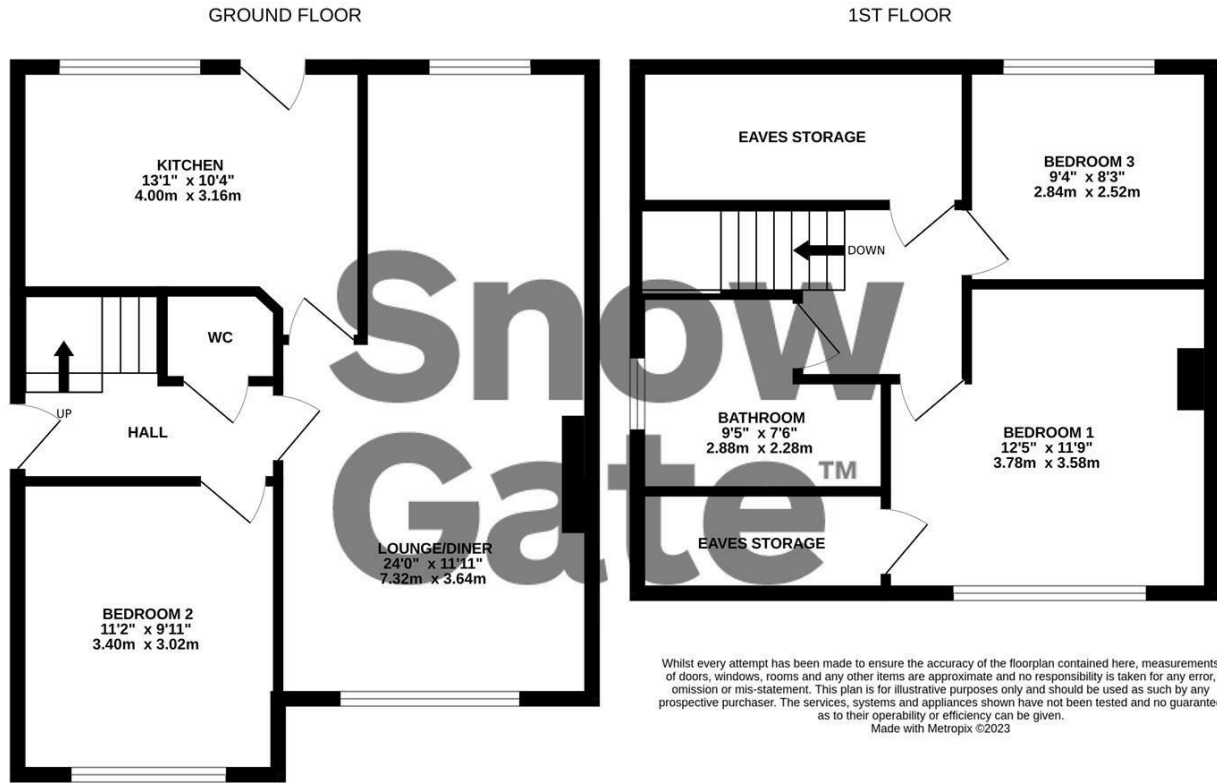 GROUND FLOOR
KITCHEN
13'1" x 10'4"
4.00m x 3.16m
WC
UP
HALL
LOUNGE/DINER
24'0" x 11'11"
7.32m x 3.64m
BEDROOM 2
11'2" x 9'11"
3.40m x 3.02m
1ST FLOOR
EAVES STORAGE
BEDROOM 3
9'4" x 8'3"
2.84m x 2.52m
DOWN
BATHROOM
9'5" x 7'6"
2.88m x 2.28m
BEDROOM 1
12'5" x 11'9"
3.78m x 3.58m
EAVES STORAGE
Snow
Gate™
Whilst every attempt has been made to ensure the accuracy of the floorplan contained here, measurements
of doors, windows, rooms and any other items are approximate and no responsibility is taken for any error,
omission or mis-statement. This plan is for illustrative purposes only and should be used as such by any
prospective purchaser. The services, systems and appliances shown have not been tested and no guarante
as to their operability or efficiency can be given.
Made with Metropix ©2023